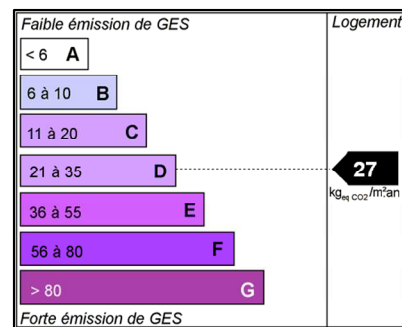 Faible émission de GES
Logement
< 6 A
6 à 10 B
11 à 20 C
21 à 35 D
27
kgeq CO2/m².an
36 à 55 E
56 à 80 F
> 80 G
Forte émission de GES